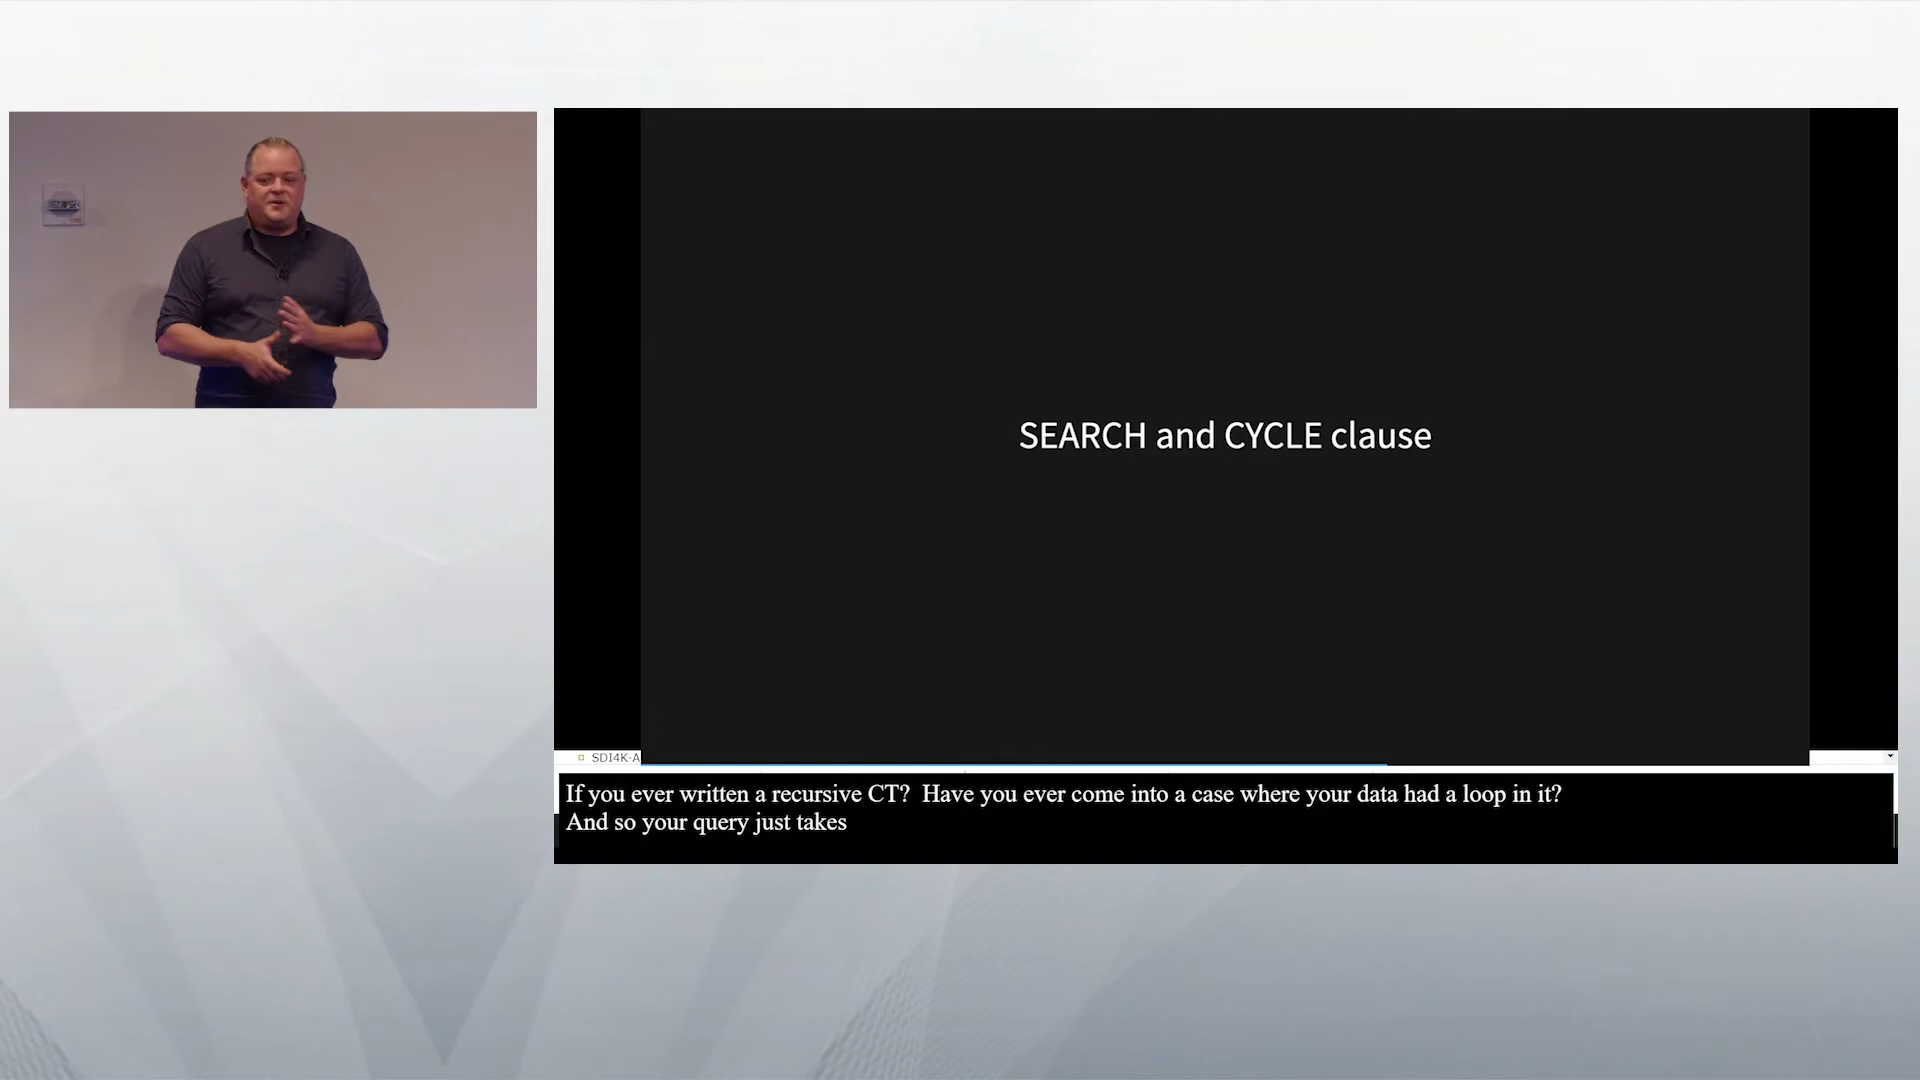 SEARCH and CYCLE clause
SDI4K-A
If you ever written a recursive CT?  Have you ever come into a case where your data had a loop in it?
And so your query just takes